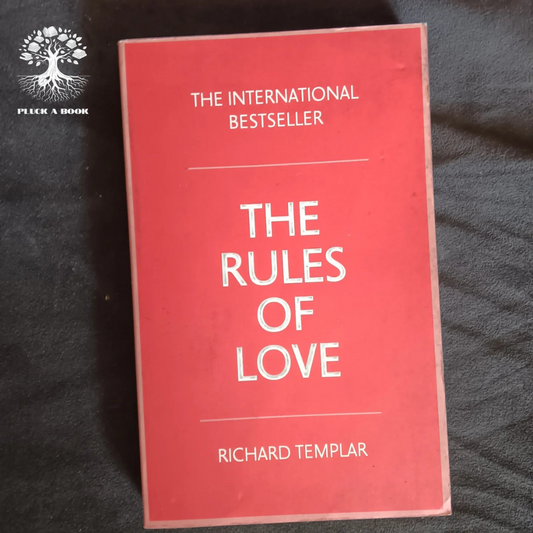 PLUCK A BOOK
THE INTERNATIONAL
BESTSELLER
THE
RULES
OF
LOVE
RICHARD TEMPLAR